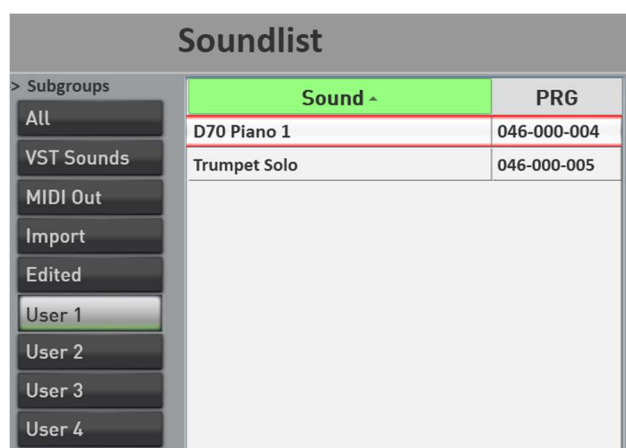 Soundlist
> Subgroups
All
VST Sounds
MIDI Out
Import
Edited
User 1
User 2
User 3
User 4
Sound PRG
D70 Piano 1 046-000-004
Trumpet Solo 046-000-005